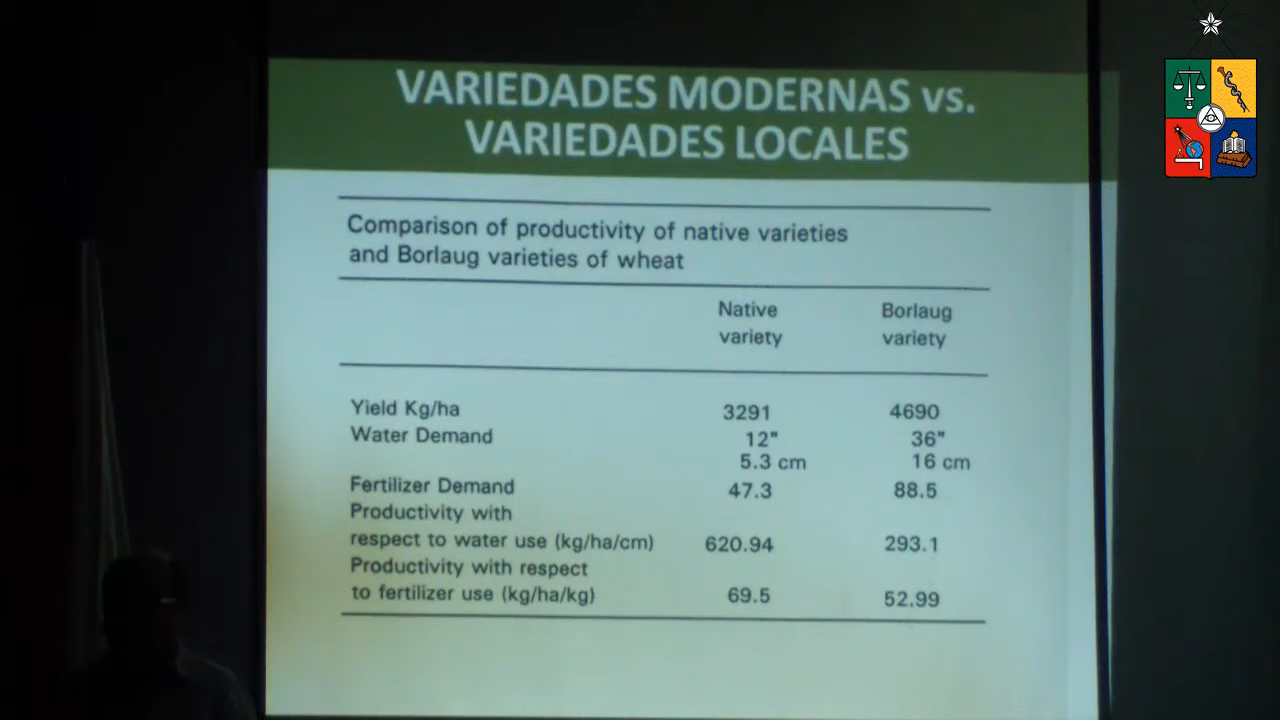 VARIEDADES MODERNAS vs.
VARIEDADES LOCALES
Comparison of productivity of native varieties
and Borlaug varieties of wheat
Native Borlaug
variety variety
Yield Kg/ha 3291 4690
Water Demand 12" 36"
5.3 cm 16 cm
Fertilizer Demand 47.3 88.5
Productivity with
respect to water use (kg/ha/cm) 620.94 293.1
Productivity with respect
to fertilizer use (kg/ha/kg) 69.5 52.99